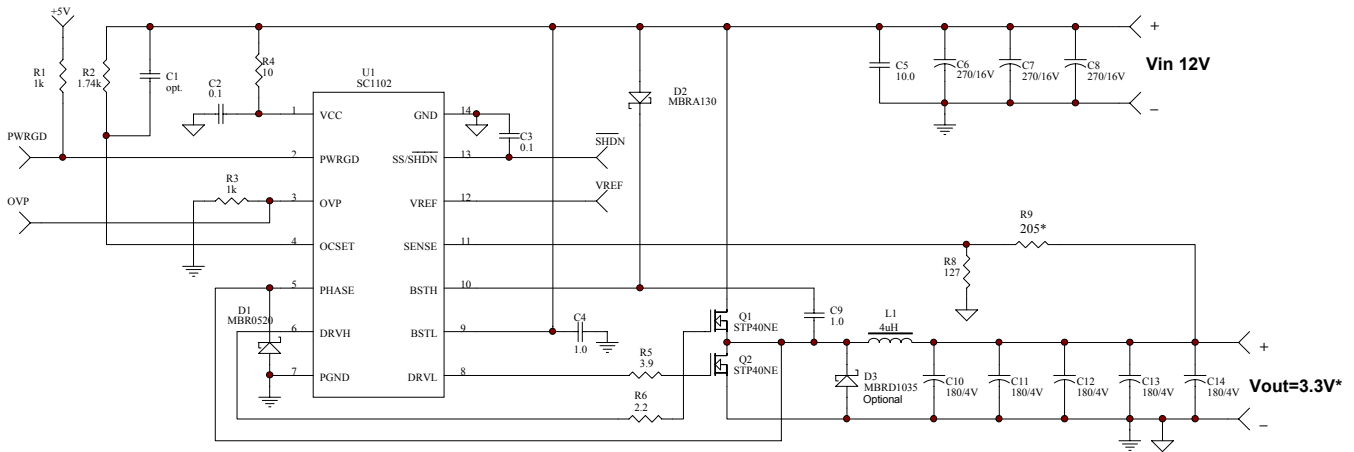 +5V
R1
1k
R2
1.74k
C1
opt.
C2
0.1
R4
10
U1
SC1102
1
VCC
GND
14
2
PWRGD
SS/SHDN
13
3
OVP
VREF
12
4
OCSET
SENSE
11
5
PHASE
BSTH
10
6
DRVH
BSTL
9
7
PGND
DRVL
8
PWRGD
OVP
R3
1k
D1
MBR0520
C3
0.1
SHDN
VREF
D2
MBRA130
C4
1.0
R5
3.9
R6
2.2
Q1
STP40NE
Q2
STP40NE
C5
10.0
C6
270/16V
C7
270/16V
C8
270/16V
+
Vin 12V
_
R9
205*
R8
127
C9
1.0
L1
4uH
D3
MBRD1035
Optional
C10
180/4V
C11
180/4V
C12
180/4V
C13
180/4V
C14
180/4V
+
Vout=3.3V*
_